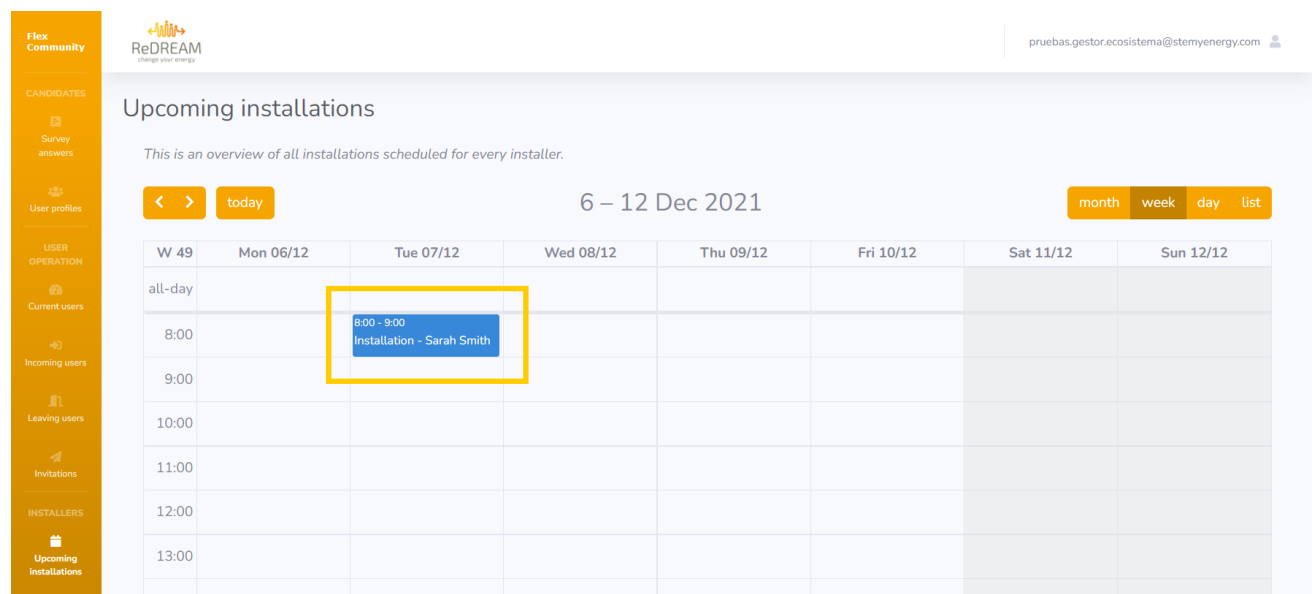 Flex
Community
CANDIDATES
Survey
answers
User profiles
USER
OPERATION
Current users
Incoming users
Leaving users
Invitations
INSTALLERS
Upcoming
installations
ReDREAM
change your energy
pruebas.gestor.ecosistema@stemyenergy.com
Upcoming installations
This is an overview of all installations scheduled for every installer.
today
6 – 12 Dec 2021
month week day list
W 49 Mon 06/12 Tue 07/12 Wed 08/12 Thu 09/12 Fri 10/12 Sat 11/12 Sun 12/12
all-day
8:00
8:00 - 9:00
Installation - Sarah Smith
9:00
10:00
11:00
12:00
13:00